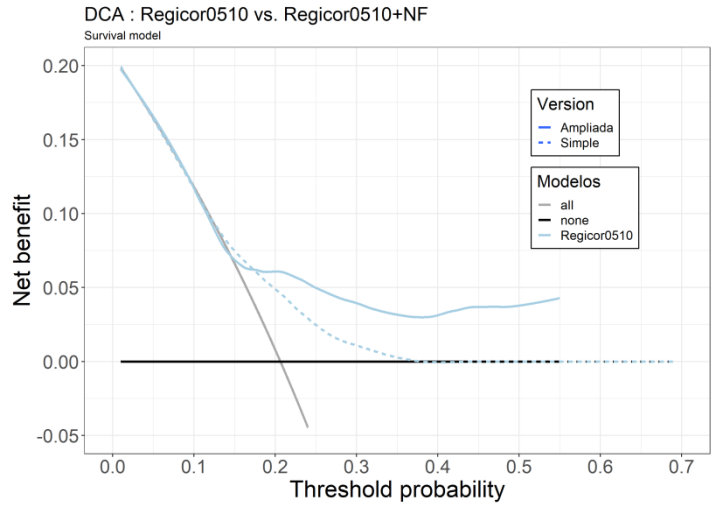 DCA : Regicor0510 vs. Regicor0510+NF
Survival model
0.20
0.15
0.10
0.05
0.00
-0.05
Net benefit
Version
Ampliada
Simple
Modelos
all
none
Regicor0510
0.0 0.1 0.2 0.3 0.4 0.5 0.6 0.7
Threshold probability